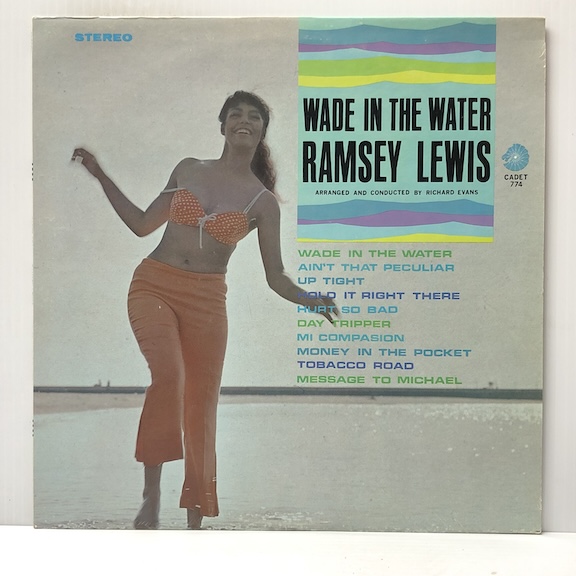 STEREO
WADE IN THE WATER
RAMSEY LEWIS
ARRANGED AND CONDUCTED BY RICHARD EVANS
CADET
774
WADE IN THE WATER
AIN'T THAT PECULIAR
UP TIGHT
HOLD IT RIGHT THERE
HURT SO BAD
DAY TRIPPER
MI COMPASION
MONEY IN THE POCKET
TOBACCO ROAD
MESSAGE TO MICHAEL